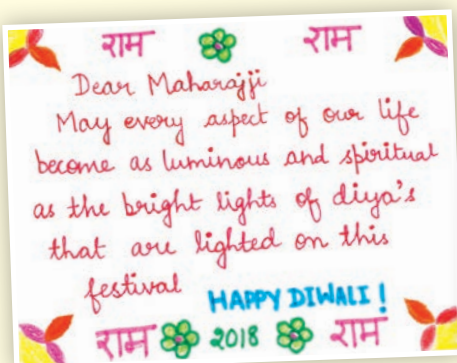 राम राम
Dear Maharajji
May every aspect of our life
become as luminous and spiritual
as the bright lights of diya's
that are lighted on this
festival HAPPY DIWALI !
राम 2018 राम